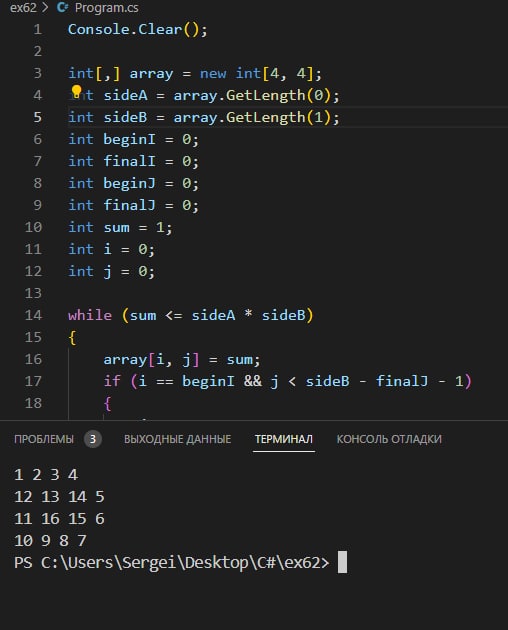 ex62 > Program.cs
1 Console.Clear();
2
3 int[,] array = new int[4, 4];
4 int sideA = array.GetLength(0);
5 int sideB = array.GetLength(1);
6 int beginI = 0;
7 int finalI = 0;
8 int beginJ = 0;
9 int finalJ = 0;
10 int sum = 1;
11 int i = 0;
12 int j = 0;
13
14 while (sum <= sideA * sideB)
15 {
16 array[i, j] = sum;
17 if (i == beginI && j < sideB - finalJ - 1)
18 {
ПРОБЛЕМЫ 3 ВЫХОДНЫЕ ДАННЫЕ ТЕРМИНАЛ КОНСОЛЬ ОТЛАДКИ
1 2 3 4
12 13 14 5
11 16 15 6
10 9 8 7
PS C:\Users\Sergei\Desktop\C#\ex62>